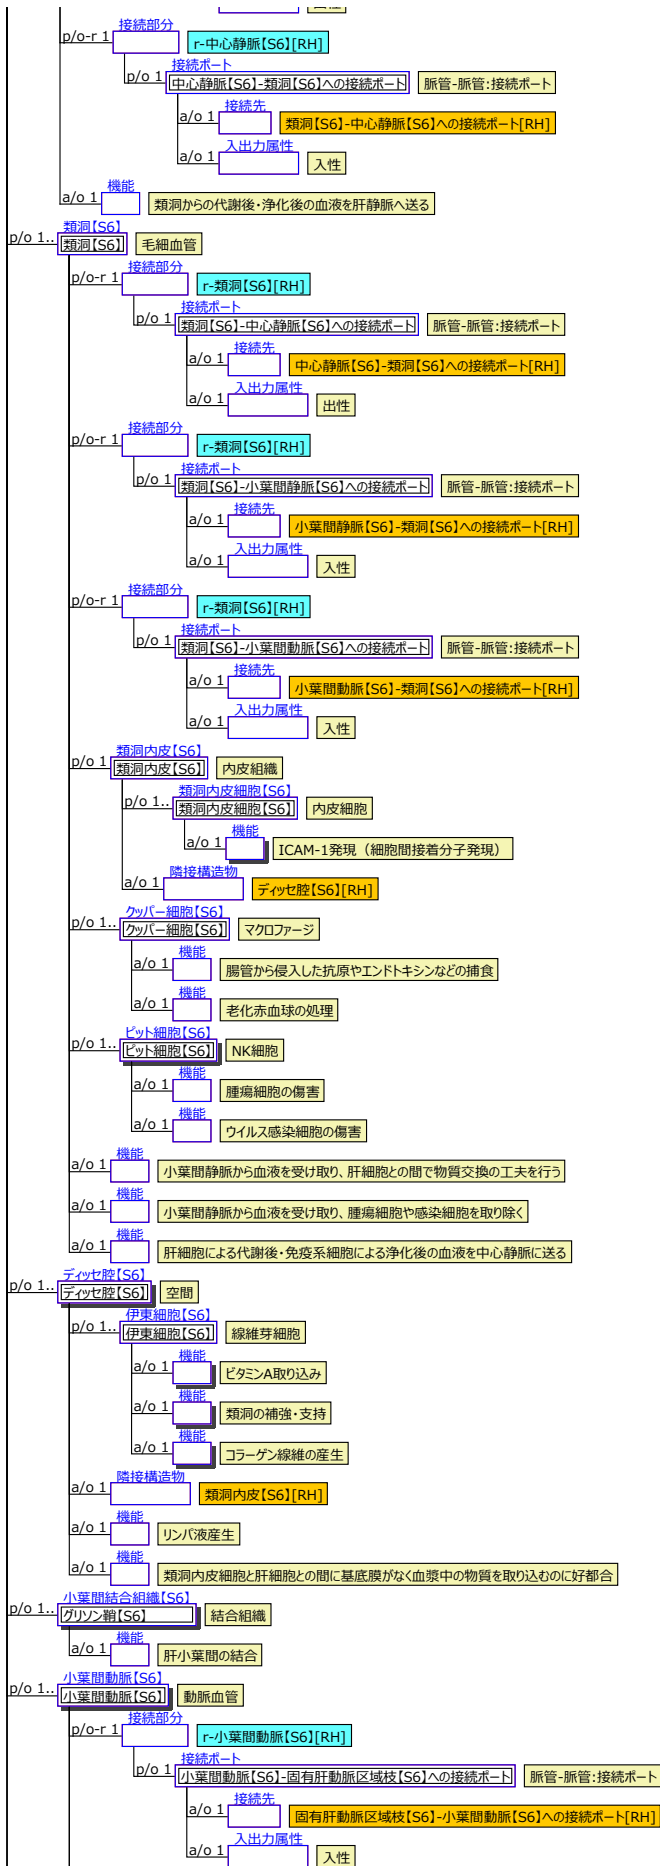 接続部分
p/o-r 1
r-中心静脈【S6】[RH]
接続ポート
p/o 1
中心静脈【S6】-類洞【S6】への接続ポート
脈管-脈管:接続ポート
接続先
a/o 1
類洞【S6】-中心静脈【S6】への接続ポート[RH]
入出力属性
a/o 1
入性
機能
a/o 1
類洞からの代謝後・浄化後の血液を肝静脈へ送る
類洞【S6】
p/o 1..
類洞【S6】
毛細血管
接続部分
p/o-r 1
r-類洞【S6】[RH]
接続ポート
p/o 1
類洞【S6】-中心静脈【S6】への接続ポート
脈管-脈管:接続ポート
接続先
a/o 1
中心静脈【S6】-類洞【S6】への接続ポート[RH]
入出力属性
a/o 1
出性
接続部分
p/o-r 1
r-類洞【S6】[RH]
接続ポート
p/o 1
類洞【S6】-小葉間静脈【S6】への接続ポート
脈管-脈管:接続ポート
接続先
a/o 1
小葉間静脈【S6】-類洞【S6】への接続ポート[RH]
入出力属性
a/o 1
入性
接続部分
p/o-r 1
r-類洞【S6】[RH]
接続ポート
p/o 1
類洞【S6】-小葉間動脈【S6】への接続ポート
脈管-脈管:接続ポート
接続先
a/o 1
小葉間動脈【S6】-類洞【S6】への接続ポート[RH]
入出力属性
a/o 1
入性
類洞内皮【S6】
p/o 1
類洞内皮【S6】
内皮組織
類洞内皮細胞【S6】
p/o 1..
類洞内皮細胞【S6】
内皮細胞
機能
a/o 1
ICAM-1発現（細胞間接着分子発現）
隣接構造物
a/o 1
ディッセ腔【S6】[RH]
クッパー細胞【S6】
p/o 1..
クッパー細胞【S6】
マクロファージ
機能
a/o 1
腸管から侵入した抗原やエンドトキシンなどの捕食
機能
a/o 1
老化赤血球の処理
ピット細胞【S6】
p/o 1..
ピット細胞【S6】
NK細胞
機能
a/o 1
腫瘍細胞の傷害
機能
a/o 1
ウイルス感染細胞の傷害
機能
a/o 1
小葉間静脈から血液を受け取り、肝細胞との間で物質交換の工夫を行う
機能
a/o 1
小葉間静脈から血液を受け取り、腫瘍細胞や感染細胞を取り除く
機能
a/o 1
肝細胞による代謝後・免疫系細胞による浄化後の血液を中心静脈に送る
ディッセ腔【S6】
p/o 1..
ディッセ腔【S6】
空間
伊東細胞【S6】
p/o 1..
伊東細胞【S6】
線維芽細胞
機能
a/o 1
ビタミンA取り込み
機能
a/o 1
類洞の補強・支持
機能
a/o 1
コラーゲン線維の産生
隣接構造物
a/o 1
類洞内皮【S6】[RH]
機能
a/o 1
リンパ液産生
機能
a/o 1
類洞内皮細胞と肝細胞との間に基底膜がなく血漿中の物質を取り込むのに好都合
小葉間結合組織【S6】
p/o 1..
グリソン鞘【S6】
結合組織
機能
a/o 1
肝小葉間の結合
小葉間動脈【S6】
p/o 1..
小葉間動脈【S6】
動脈血管
接続部分
p/o-r 1
r-小葉間動脈【S6】[RH]
接続ポート
p/o 1
小葉間動脈【S6】-固有肝動脈区域枝【S6】への接続ポート
脈管-脈管:接続ポート
接続先
a/o 1
固有肝動脈区域枝【S6】-小葉間動脈【S6】への接続ポート[RH]
入出力属性
a/o 1
入性